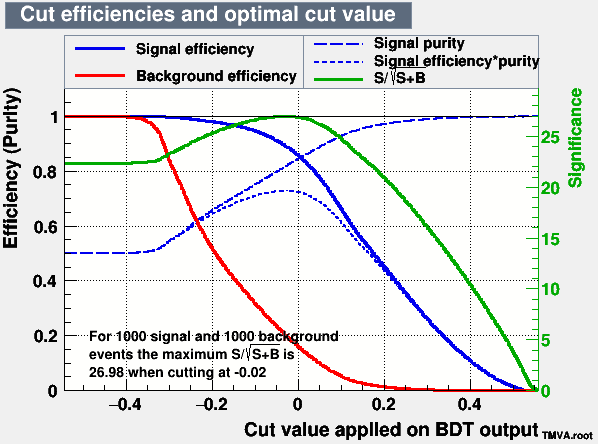 Cut efficiencies and optimal cut value
Signal efficiency
Background efficiency
Signal purity
Signal efficiency*purity
S/√S+B
Efficiency (Purity)
1
0.8
0.6
0.4
0.2
0
Significance
25
20
15
10
5
0
For 1000 signal and 1000 background
events the maximum S/√S+B is
26.98 when cutting at -0.02
−0.4 −0.2 0 0.2 0.4
Cut value applied on BDT output
TMVA.root